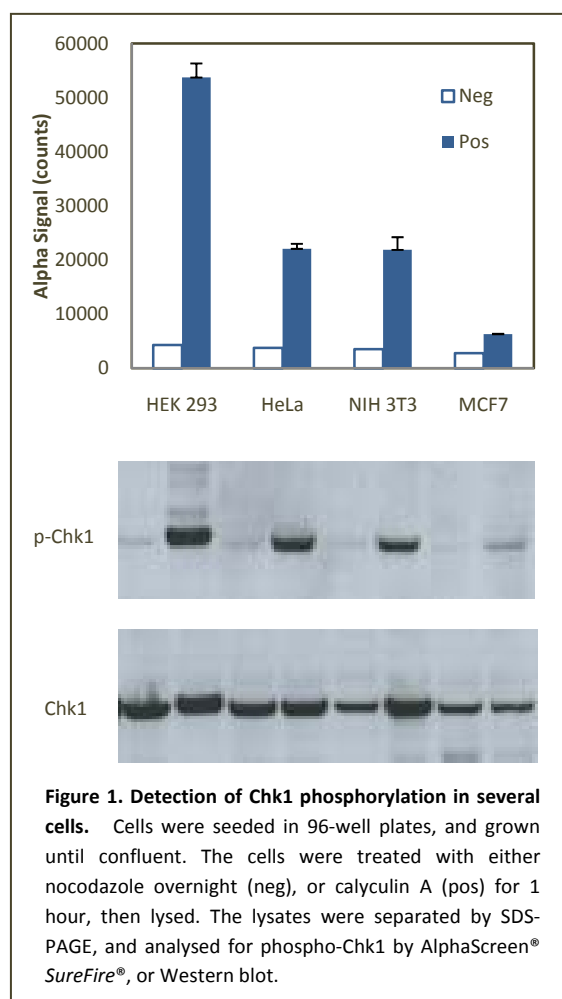 60000
50000
40000
30000
20000
10000
0
Alpha Signal (counts)
Neg
Pos
HEK 293 HeLa NIH 3T3 MCF7
p-Chk1
Chk1
Figure 1. Detection of Chk1 phosphorylation in several
cells. Cells were seeded in 96-well plates, and grown
until confluent. The cells were treated with either
nocodazole overnight (neg), or calyculin A (pos) for 1
hour, then lysed. The lysates were separated by SDS-
PAGE, and analysed for phospho-Chk1 by AlphaScreen®
SureFire®, or Western blot.